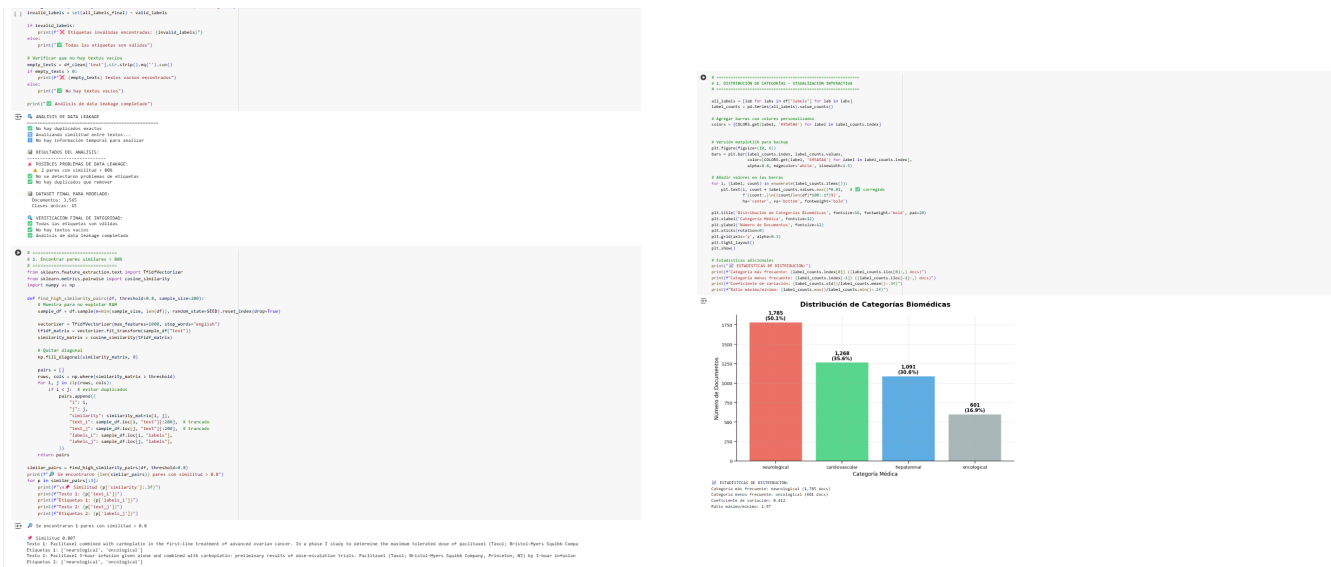 invalid_labels = set(all_labels_final) - valid_labels
if invalid_labels:
print(f"❌ Etiquetas inválidas encontradas: {invalid_labels}")
else:
print("✅ Todas las etiquetas son válidas")
# Verificar que no hay textos vacíos
empty_texts = df_clean['text'].str.strip().eq('').sum()
if empty_texts > 0:
print(f"❌ {empty_texts} textos vacíos encontrados")
else:
print("✅ No hay textos vacíos")
print("✅ Análisis de data leakage completado")
🔍 ANÁLISIS DE DATA LEAKAGE
✅ No hay duplicados exactos
Analizando similitud entre textos...
No hay información temporal para analizar
📊 RESULTADOS DEL ANÁLISIS:
POSIBLES PROBLEMAS DE DATA LEAKAGE:
⚠️ 2 pares con similitud > 80%
✅ No se detectaron problemas de etiquetas
✅ No hay duplicados que remover
📊 DATASET FINAL PARA MODELADO:
Documentos: 3,565
Clases únicas: 15
🔍 VERIFICACIÓN FINAL DE INTEGRIDAD:
✅ Todas las etiquetas son válidas
✅ No hay textos vacíos
✅ Análisis de data leakage completado
# 1. Encontrar pares similares > 80%
from sklearn.feature_extraction.text import TfidfVectorizer
from sklearn.metrics.pairwise import cosine_similarity
import numpy as np
def find_high_similarity_pairs(df, threshold=0.8, sample_size=200):
# Muestra para no explotar RAM
sample_df = df.sample(n=min(sample_size, len(df)), random_state=SEED).reset_index(drop=True)
vectorizer = TfidfVectorizer(max_features=1000, stop_words="english")
tfidf_matrix = vectorizer.fit_transform(sample_df["text"])
similarity_matrix = cosine_similarity(tfidf_matrix)
# Quitar diagonal
np.fill_diagonal(similarity_matrix, 0)
pairs = []
rows, cols = np.where(similarity_matrix > threshold)
for i, j in zip(rows, cols):
if i < j: # evitar duplicados
pairs.append({
"i": i,
"j": j,
"similarity": similarity_matrix[i, j],
"text_i": sample_df.loc[i, "text"][:200], # truncado
"text_j": sample_df.loc[j, "text"][:200], # truncado
"labels_i": sample_df.loc[i, "labels"],
"labels_j": sample_df.loc[j, "labels"],
})
return pairs
similar_pairs = find_high_similarity_pairs(df, threshold=0.8)
print(f"🔎 Se encontraron {len(similar_pairs)} pares con similitud > 0.8")
for p in similar_pairs[:5]:
print(f"\n📌 Similitud {p['similarity']:.3f}")
print(f"Texto 1: {p['text_i']}")
print(f"Etiquetas 1: {p['labels_i']}")
print(f"Texto 2: {p['text_j']}")
print(f"Etiquetas 2: {p['labels_j']}")
🔎 Se encontraron 1 pares con similitud > 0.8
📌 Similitud 0.807
Texto 1: Paclitaxel combined with carboplatin in the first-line treatment of advanced ovarian cancer. In a phase I study to determine the maximum tolerated dose of paclitaxel (Taxol; Bristol-Myers Squibb Compa
Etiquetas 1: ['neurological', 'oncological']
Texto 2: Paclitaxel 3-hour infusion given alone and combined with carboplatin: preliminary results of dose-escalation trials. Paclitaxel (Taxol; Bristol-Myers Squibb Company, Princeton, NJ) by 3-hour infusion
Etiquetas 2: ['neurological', 'oncological']
# 1. DISTRIBUCIÓN DE CATEGORÍAS - VISUALIZACIÓN INTERACTIVA
all_labels = [lab for labs in df["labels"] for lab in labs]
label_counts = pd.Series(all_labels).value_counts()
# Agregar barras con colores personalizados
colors = [COLORS.get(label, '#95A5A6') for label in label_counts.index]
# Versión matplotlib para backup
plt.figure(figsize=(10, 6))
bars = plt.bar(label_counts.index, label_counts.values,
color=[COLORS.get(label, '#95A5A6') for label in label_counts.index],
alpha=0.8, edgecolor='white', linewidth=1.5)
# Añadir valores en las barras
for i, (label, count) in enumerate(label_counts.items()):
plt.text(i, count + label_counts.values.max()*0.01, # ✅ corregido
f'{count:,}\n({count/len(df)*100:.1f}%)',
ha='center', va='bottom', fontweight='bold')
plt.title('Distribución de Categorías Biomédicas', fontsize=16, fontweight='bold', pad=20)
plt.xlabel('Categoría Médica', fontsize=12)
plt.ylabel('Número de Documentos', fontsize=12)
plt.xticks(rotation=0)
plt.grid(axis='y', alpha=0.3)
plt.tight_layout()
plt.show()
# Estadísticas adicionales
print("📊 ESTADÍSTICAS DE DISTRIBUCIÓN:")
print(f"Categoría más frecuente: {label_counts.index[0]} ({label_counts.iloc[0]:,} docs)")
print(f"Categoría menos frecuente: {label_counts.index[-1]} ({label_counts.iloc[-1]:,} docs)")
print(f"Coeficiente de variación: {label_counts.std()/label_counts.mean():.3f}")
print(f"Ratio máximo/mínimo: {label_counts.max()/label_counts.min():.2f}")
Distribución de Categorías Biomédicas
1,785
(50.1%)
1,268
(35.6%)
1,091
(30.6%)
601
(16.9%)
1750
1500
1250
1000
750
500
250
0
Número de Documentos
neurological
cardiovascular
hepatorenal
oncological
Categoría Médica
📊 ESTADÍSTICAS DE DISTRIBUCIÓN:
Categoría más frecuente: neurological (1,785 docs)
Categoría menos frecuente: oncological (601 docs)
Coeficiente de variación: 0.412
Ratio máximo/mínimo: 2.97